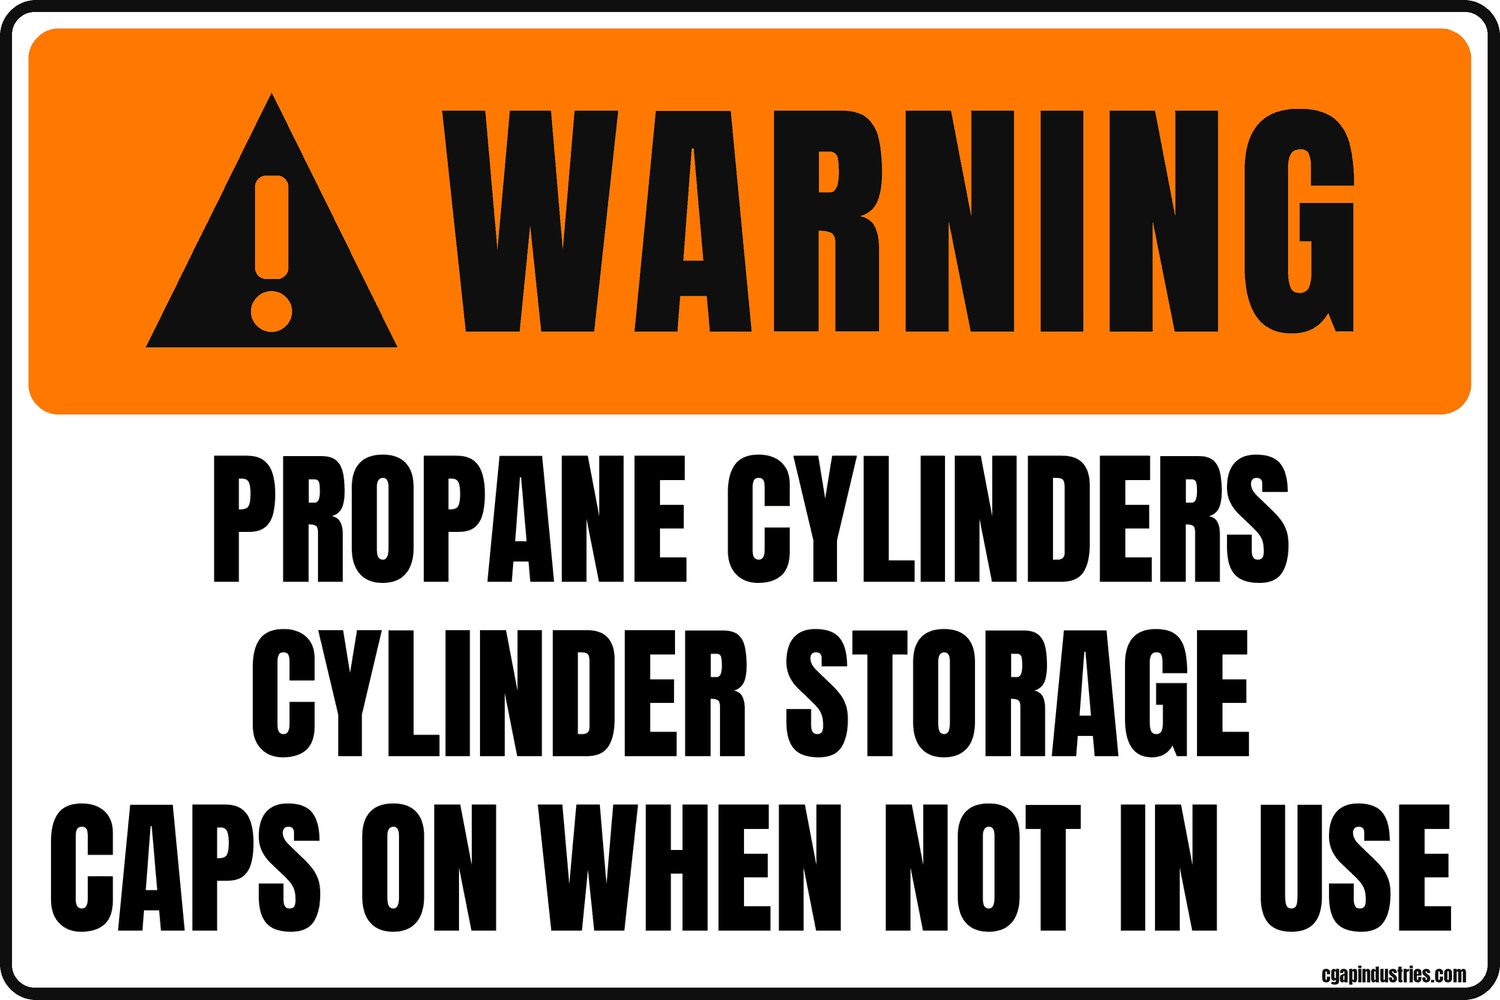 WARNING
PROPANE CYLINDERS
CYLINDER STORAGE
CAPS ON WHEN NOT IN USE
cgapindustries.com